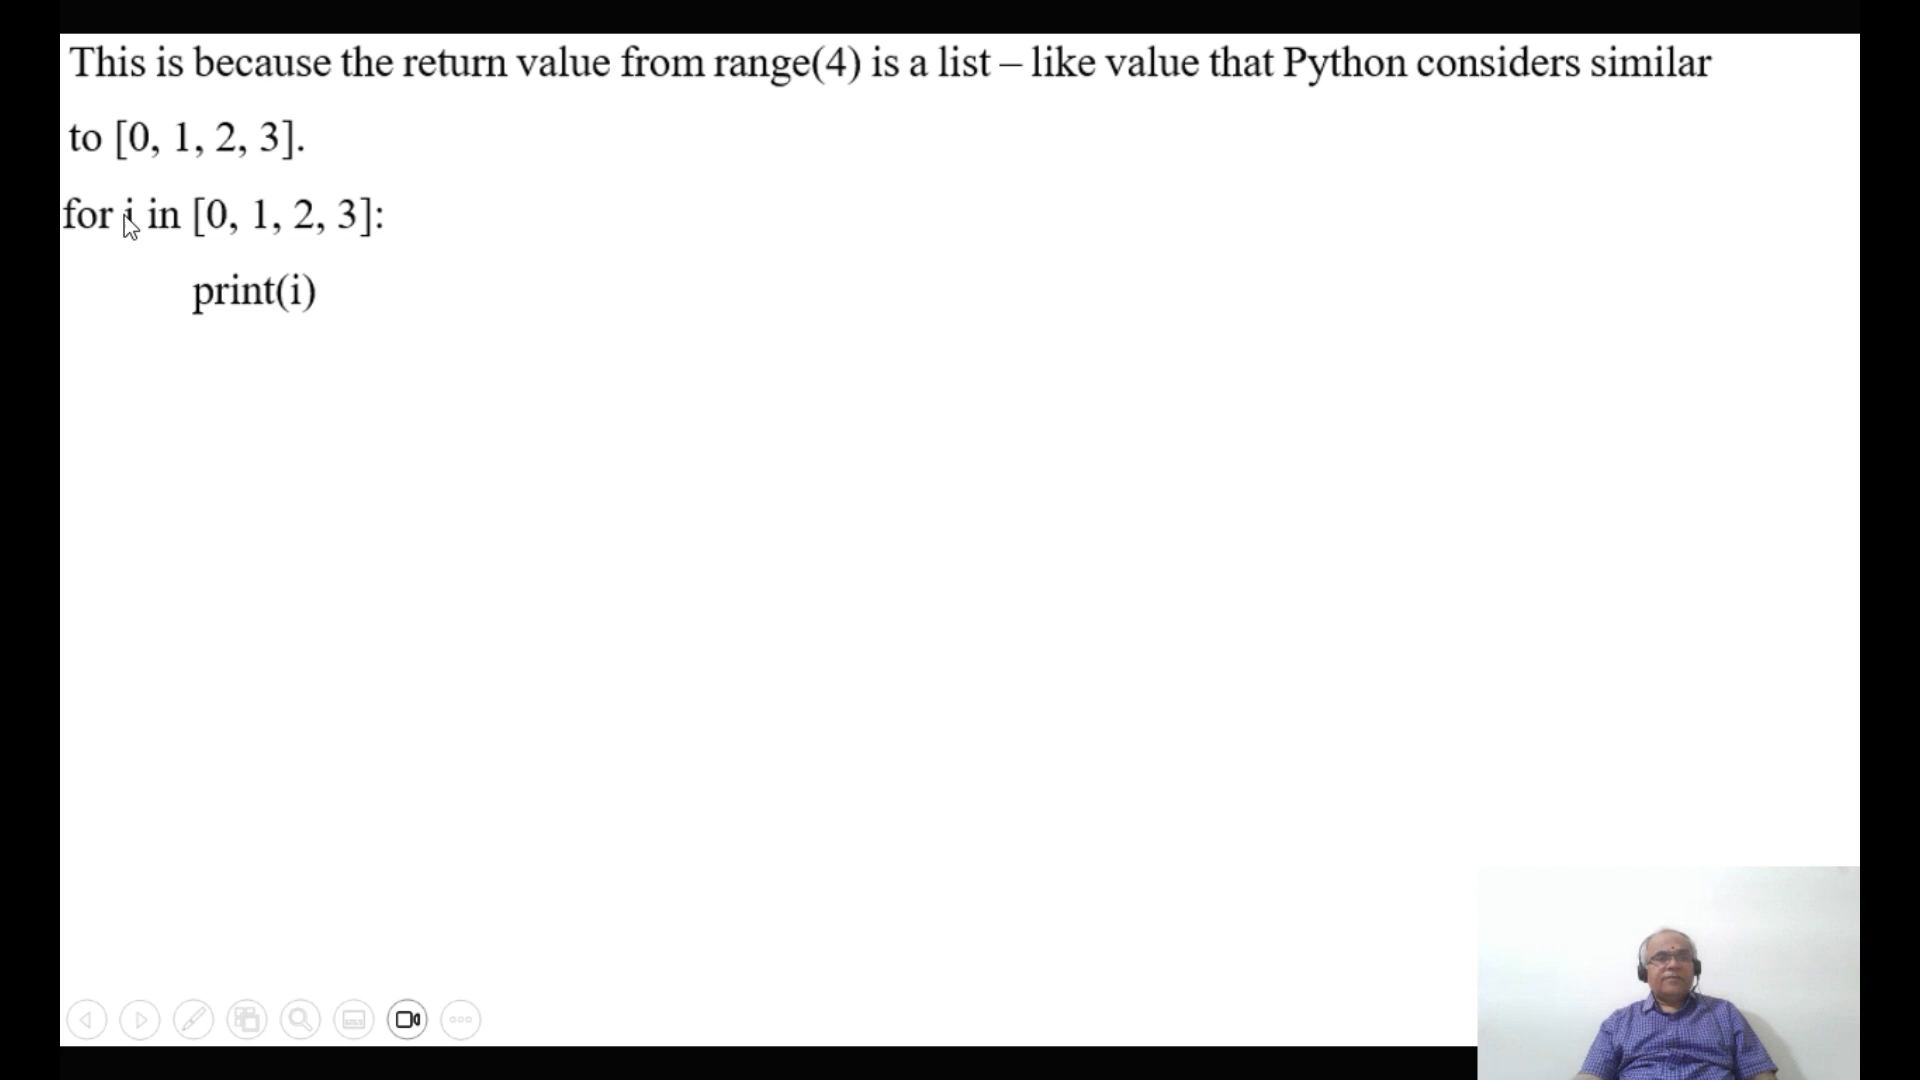 This is because the return value from range(4) is a list – like value that Python considers similar
to [0, 1, 2, 3].
for i in [0, 1, 2, 3]:
print(i)